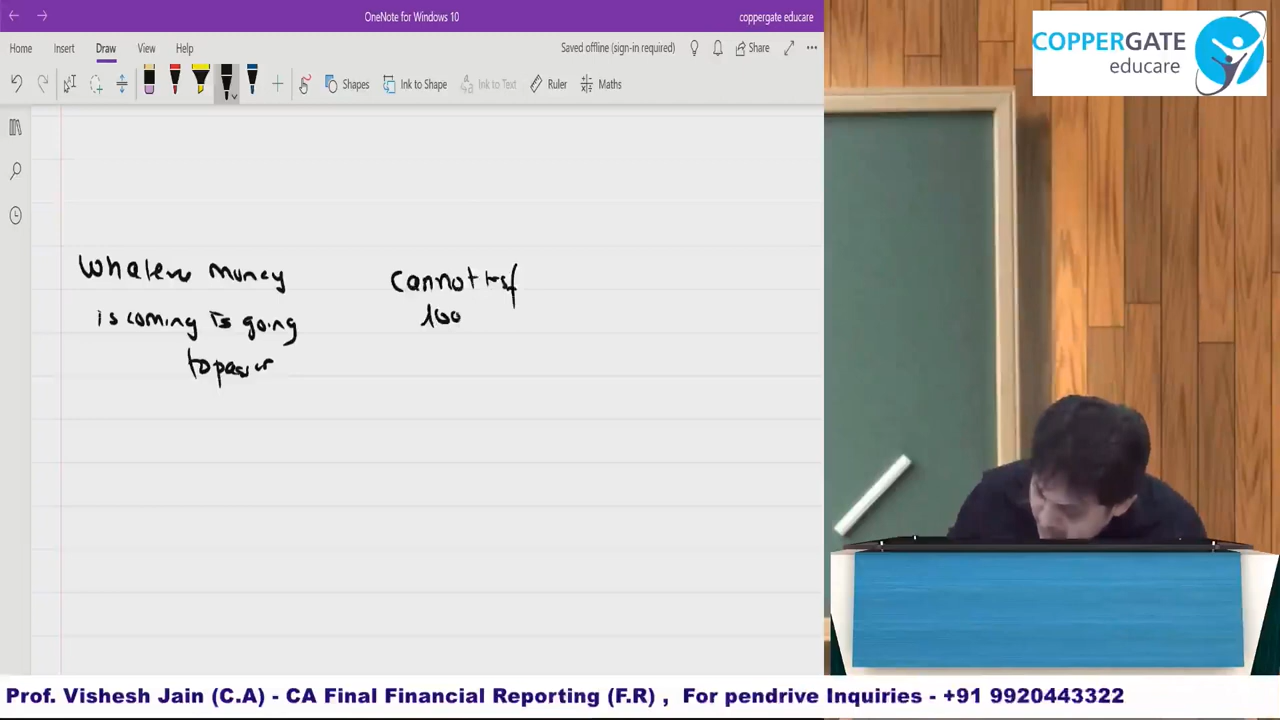 OneNote for Windows 10
coppergate educare
Home Insert Draw View Help
Saved offline (sign-in required)
Share
Shapes
Ink to Shape
Ink to Text
Ruler
Maths
COPPERGATE
educare
money
is coming is going
cannot
100
Prof. Vishesh Jain (C.A) - CA Final Financial Reporting (F.R) , For pendrive Inquiries - +91 9920443322